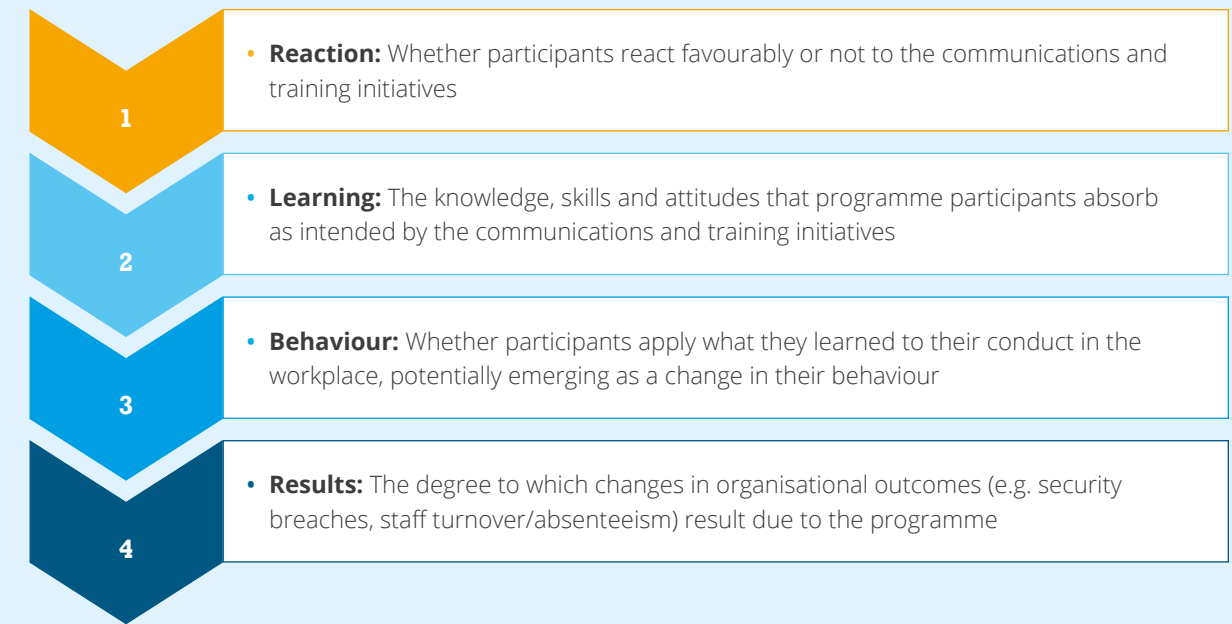 1
• Reaction: Whether participants react favourably or not to the communications and
training initiatives
2
• Learning: The knowledge, skills and attitudes that programme participants absorb
as intended by the communications and training initiatives
3
• Behaviour: Whether participants apply what they learned to their conduct in the
workplace, potentially emerging as a change in their behaviour
4
• Results: The degree to which changes in organisational outcomes (e.g. security
breaches, staff turnover/absenteeism) result due to the programme